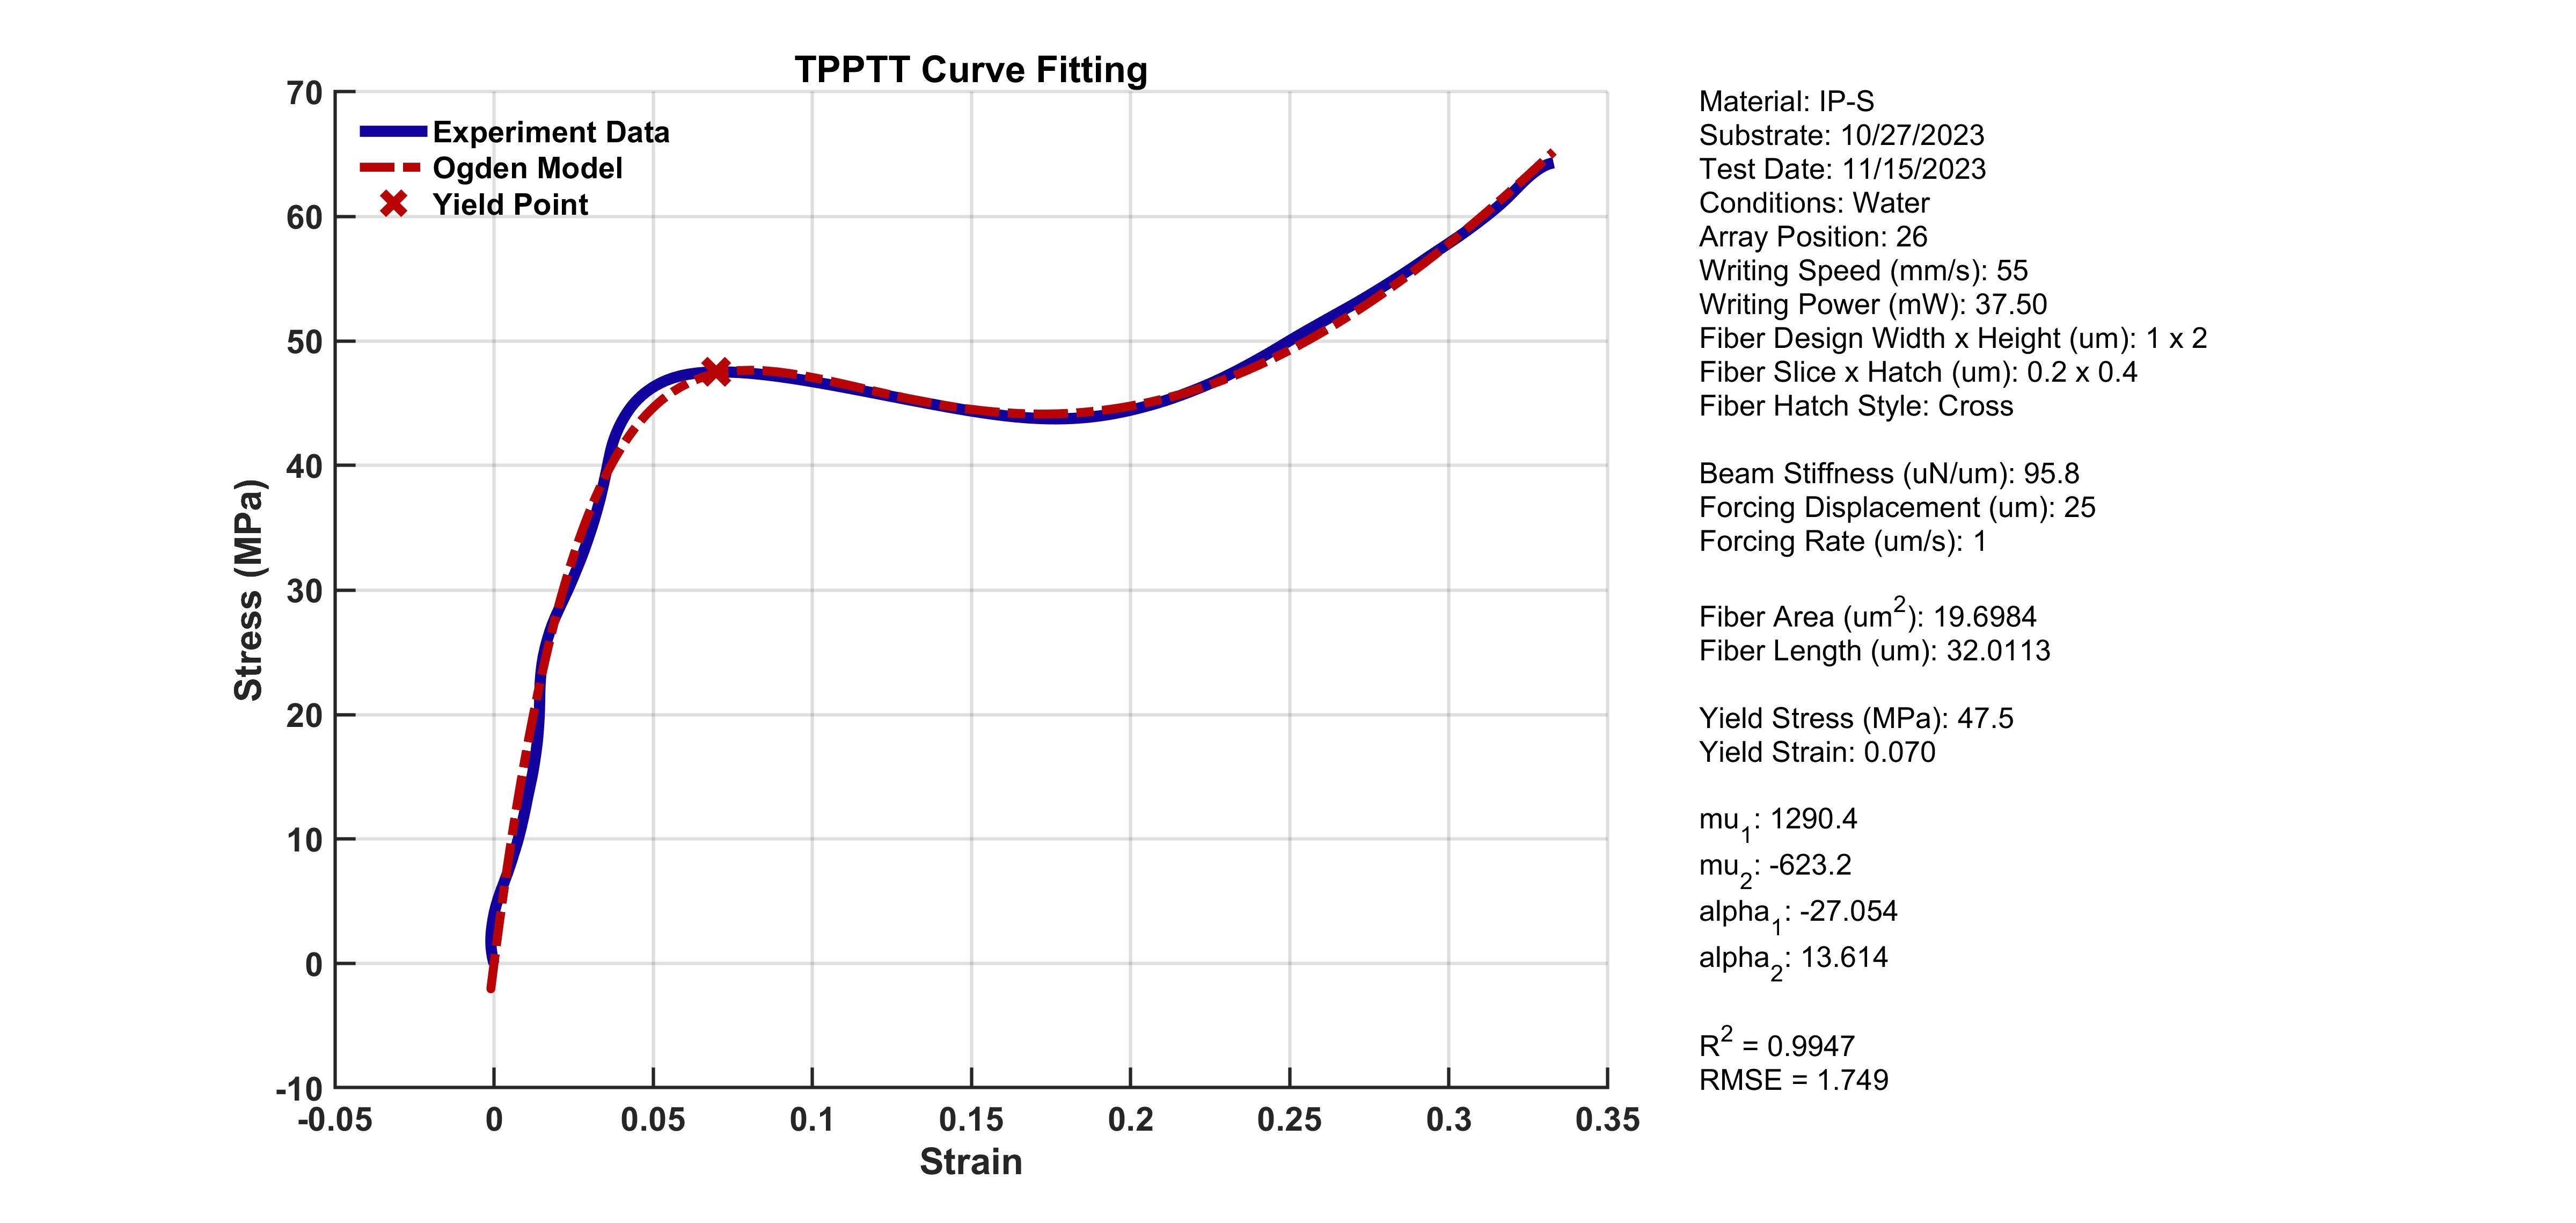 TPPTT Curve Fitting
Experiment Data
Ogden Model
Yield Point
70
60
50
40
30
20
10
0
-10
Stress (MPa)
-0.05 0 0.05 0.1 0.15 0.2 0.25 0.3 0.35
Strain
Material: IP-S
Substrate: 10/27/2023
Test Date: 11/15/2023
Conditions: Water
Array Position: 26
Writing Speed (mm/s): 55
Writing Power (mW): 37.50
Fiber Design Width x Height (um): 1 x 2
Fiber Slice x Hatch (um): 0.2 x 0.4
Fiber Hatch Style: Cross
Beam Stiffness (uN/um): 95.8
Forcing Displacement (um): 25
Forcing Rate (um/s): 1
Fiber Area (um²): 19.6984
Fiber Length (um): 32.0113
Yield Stress (MPa): 47.5
Yield Strain: 0.070
mu₁: 1290.4
mu₂: -623.2
alpha₁: -27.054
alpha₂: 13.614
R² = 0.9947
RMSE = 1.749